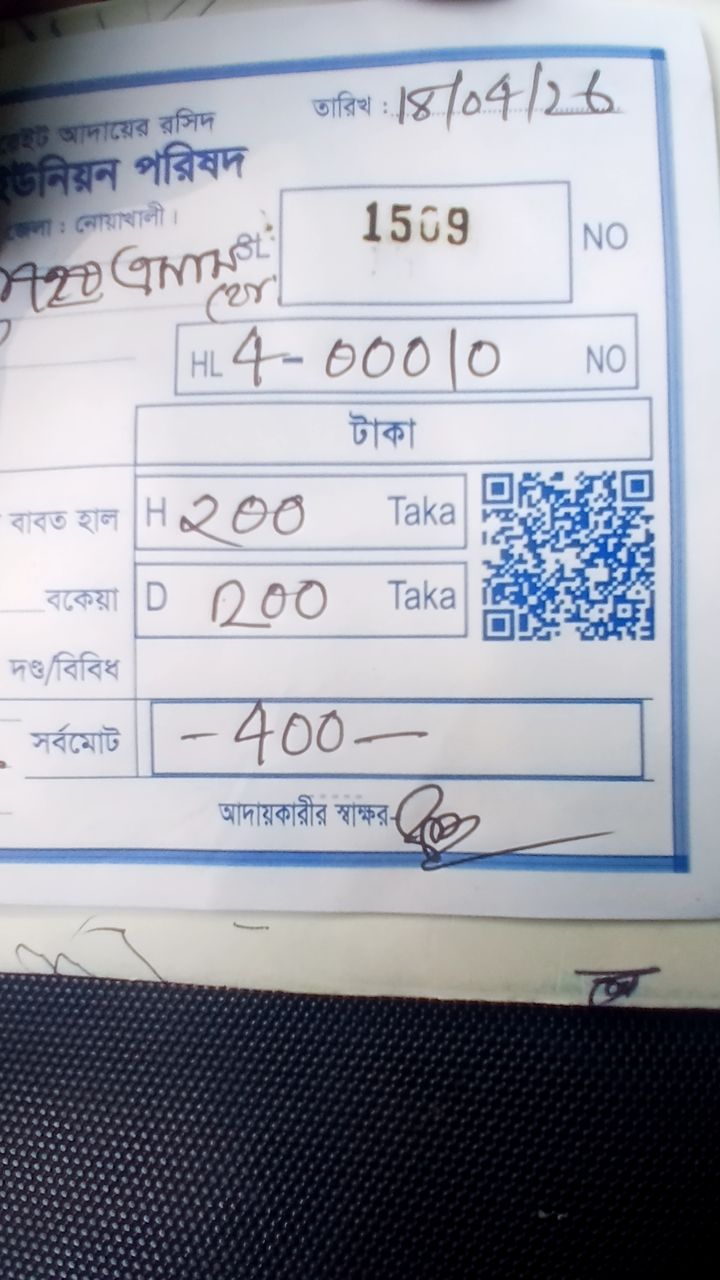 আদায়ের রসিদ
তারিখ : 18/04/26
ইউনিয়ন পরিষদ
জেলা : নোয়াখালী।
1509 NO
HL 4-00010 NO
টাকা
বাবত হাল H 200 Taka
বকেয়া D 200 Taka
দণ্ড/বিবিধ
সর্বমোট -400-
আদায়কারীর স্বাক্ষর-